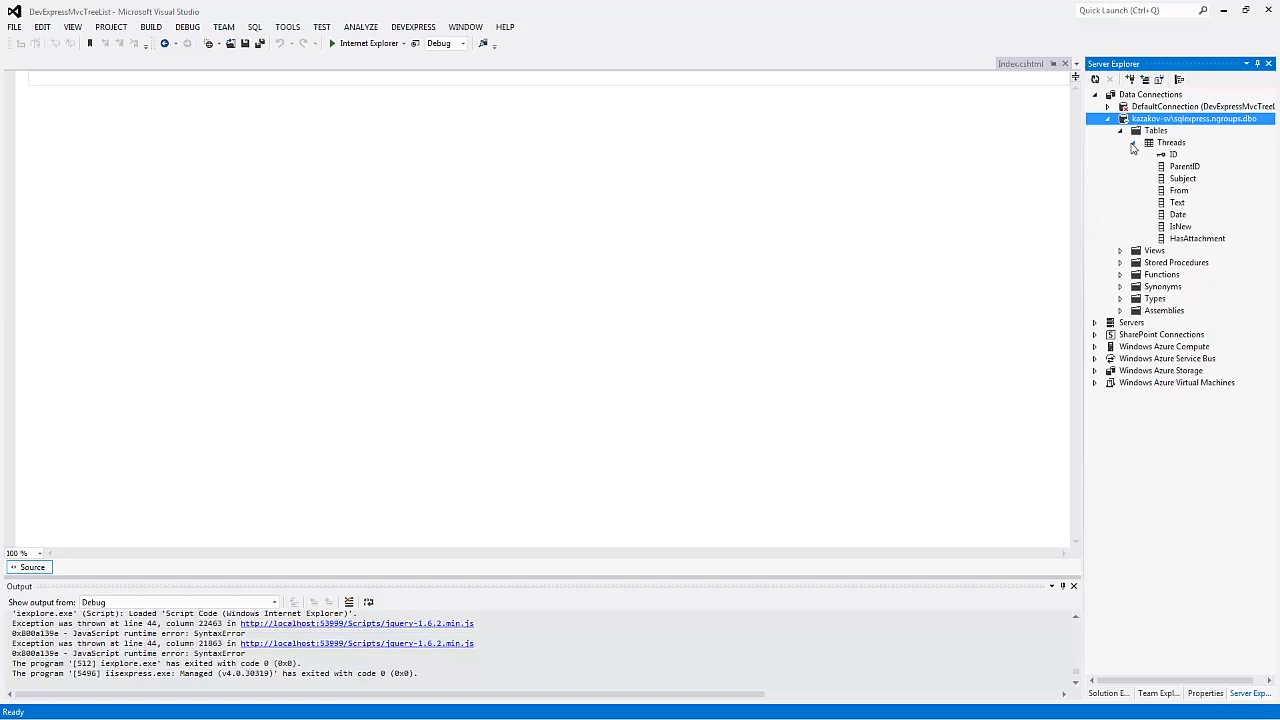 DevExpressMvcTreeList - Microsoft Visual Studio
Quick Launch (Ctrl+Q)
FILE EDIT VIEW PROJECT BUILD DEBUG TEAM SQL TOOLS TEST ANALYZE DEVEXPRESS WINDOW HELP
Internet Explorer Debug
Index.cshtml
Server Explorer
Data Connections
DefaultConnection (DevExpressMvcTreeL
kazakov-sv\sqlexpress.ngroups.dbo
Tables
Threads
ID
ParentID
Subject
From
Text
Date
IsNew
HasAttachment
Views
Stored Procedures
Functions
Synonyms
Types
Assemblies
Servers
SharePoint Connections
Windows Azure Compute
Windows Azure Service Bus
Windows Azure Storage
Windows Azure Virtual Machines
100 %
Source
Output
Show output from: Debug
'iexplore.exe' (Script): Loaded 'Script Code (Windows Internet Explorer)'.
Exception was thrown at line 44, column 22463 in http://localhost:53999/Scripts/jquery-1.6.2.min.js
0x800a139e - JavaScript runtime error: SyntaxError
Exception was thrown at line 44, column 21863 in http://localhost:53999/Scripts/jquery-1.6.2.min.js
0x800a139e - JavaScript runtime error: SyntaxError
The program '[512] iexplore.exe' has exited with code 0 (0x0).
The program '[5496] iisexpress.exe: Managed (v4.0.30319)' has exited with code 0 (0x0).
Solution E... Team Expl... Properties Server Exp...
Ready